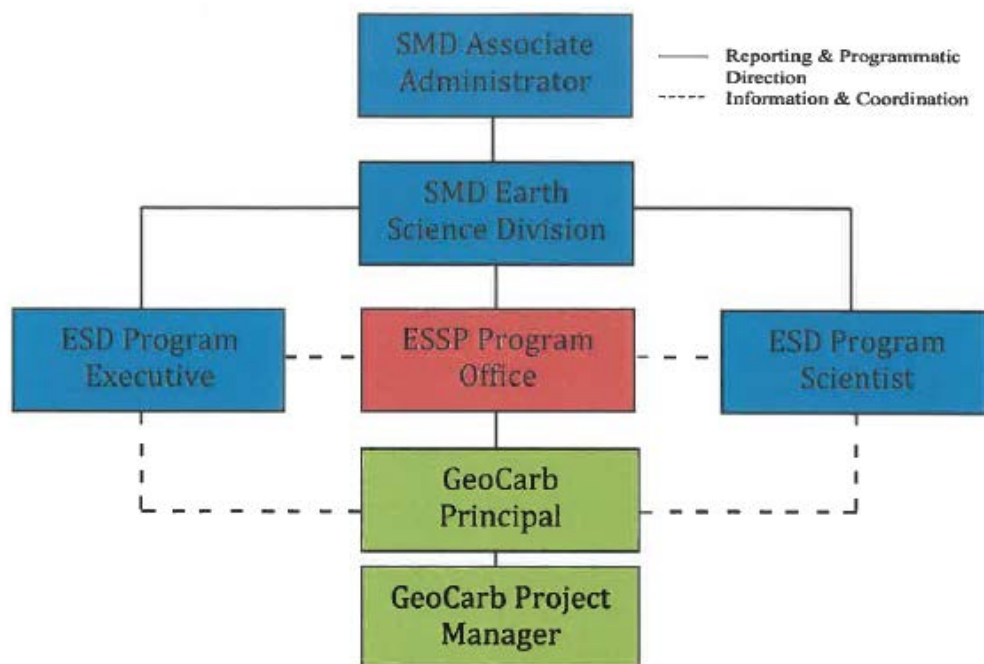 SMD Associate
Administrator
Reporting & Programmatic
Direction
Information & Coordination
SMD Earth
Science Division
ESD Program
Executive
ESSP Program
Office
ESD Program
Scientist
GeoCarb
Principal
GeoCarb Project
Manager